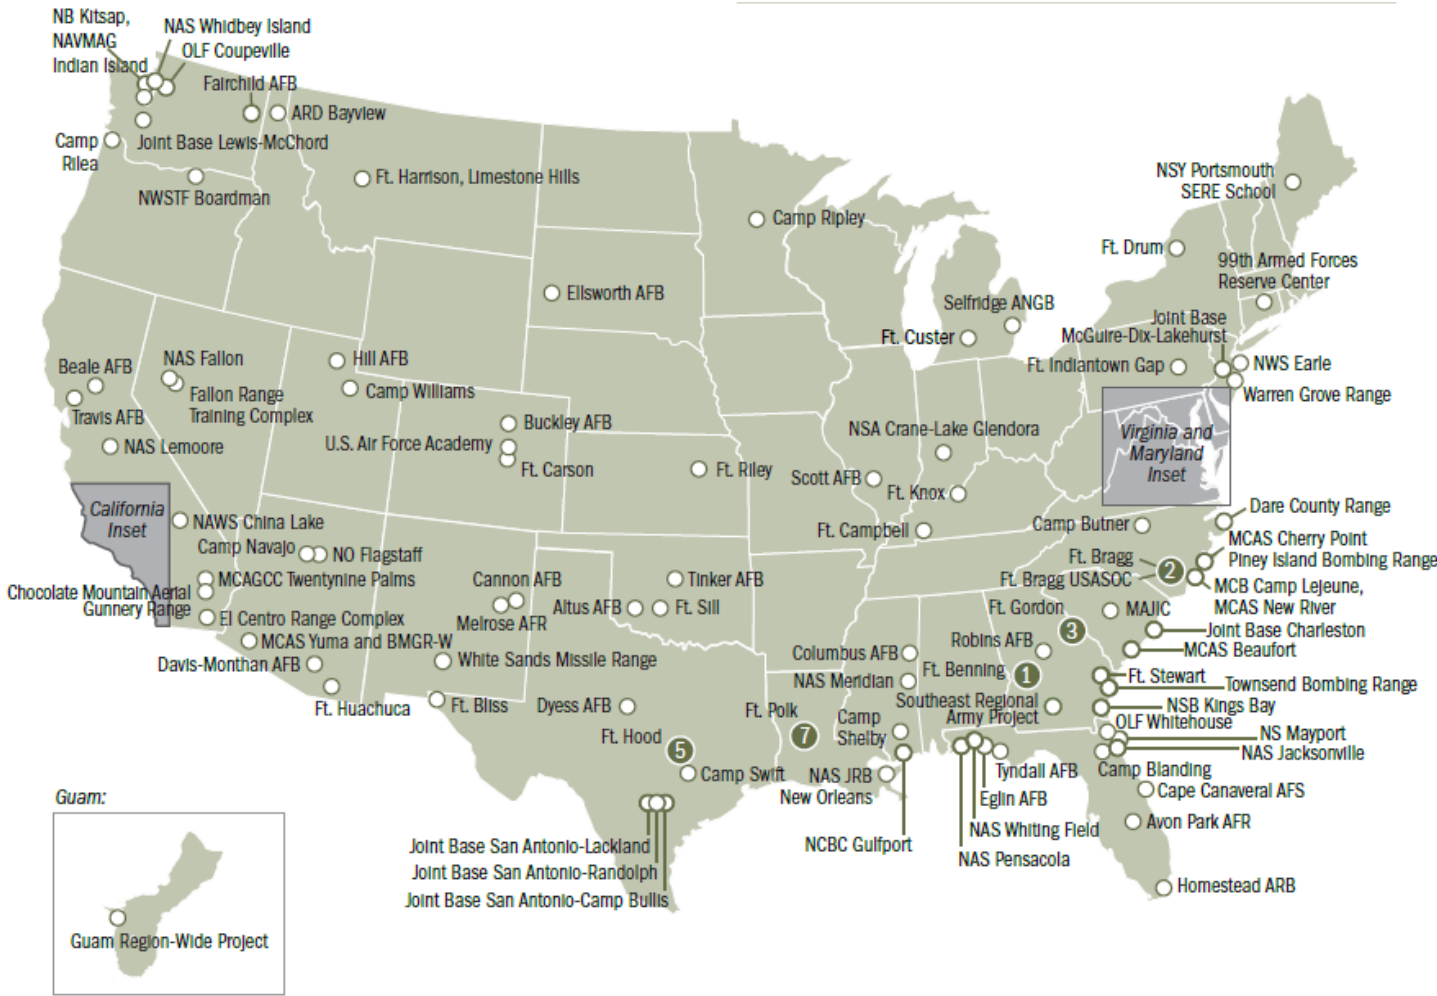 NB Kitsap,
NAVMAG
Indian Island
NAS Whidbey Island
OLF Coupeville
Fairchild AFB
ARD Bayview
Joint Base Lewis-McChord
Camp
Rilea
NWSTF Boardman
Ft. Harrison, Limestone Hills
Camp Ripley
NSY Portsmouth
SERE School
Ft. Drum
99th Armed Forces
Reserve Center
Ellsworth AFB
Selfridge ANGB
Ft. Custer
Joint Base
McGuire-Dix-Lakehurst
Ft. Indiantown Gap
NWS Earle
Warren Grove Range
Beale AFB
Travis AFB
NAS Fallon
Fallon Range
Training Complex
Hill AFB
Camp Williams
NAS Lemoore
Buckley AFB
U.S. Air Force Academy
Ft. Carson
Ft. Riley
NSA Crane-Lake Glendora
Scott AFB
Ft. Knox
Ft. Campbell
Virginia and
Maryland
Inset
California
Inset
NAWS China Lake
Camp Navajo
NO Flagstaff
MCAGCC Twentynine Palms
Chocolate Mountain Aerial
Gunnery Range
El Centro Range Complex
MCAS Yuma and BMGR-W
Davis-Monthan AFB
Ft. Huachuca
Cannon AFB
Melrose AFR
White Sands Missile Range
Ft. Bliss
Tinker AFB
Altus AFB
Ft. Sill
Dyess AFB
Ft. Hood
5
Camp Swift
Joint Base San Antonio-Lackland
Joint Base San Antonio-Randolph
Joint Base San Antonio-Camp Bullis
Ft. Polk
7
Columbus AFB
NAS Meridian
Camp
Shelby
NAS JRB
New Orleans
NCBC Gulfport
Camp Butner
Dare County Range
Ft. Bragg
Ft. Bragg USASOC
2
MCAS Cherry Point
Piney Island Bombing Range
MCB Camp Lejeune,
MCAS New River
Ft. Gordon
3
MAJIC
Joint Base Charleston
MCAS Beaufort
Robins AFB
Ft. Benning
1
Ft. Stewart
Townsend Bombing Range
Southeast Regional
Army Project
NSB Kings Bay
OLF Whitehouse
NS Mayport
NAS Jacksonville
Tyndall AFB
Camp Blanding
Eglin AFB
NAS Whiting Field
NAS Pensacola
Cape Canaveral AFS
Avon Park AFR
Homestead ARB
Guam:
Guam Region-Wide Project